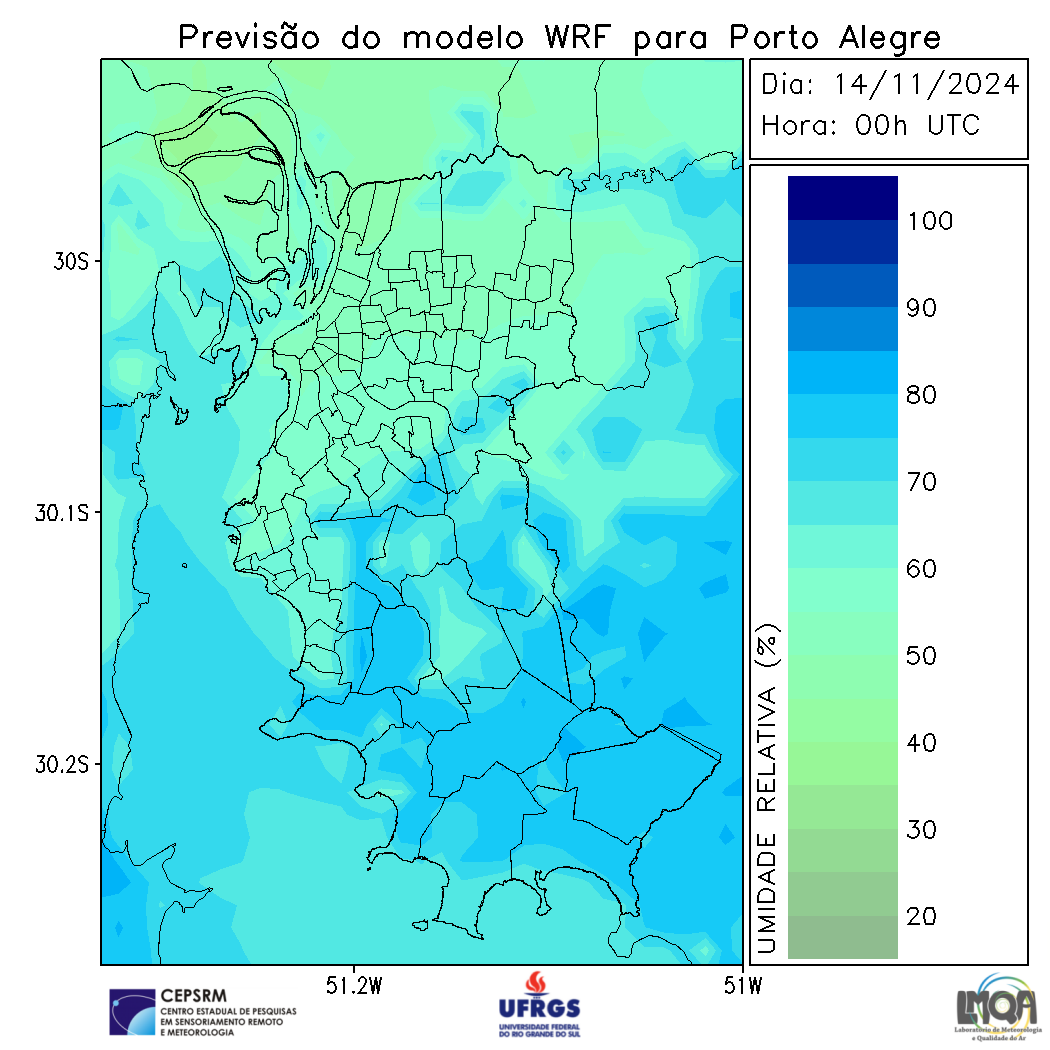 Previsão do modelo WRF para Porto Alegre
Dia: 14/11/2024
Hora: 00h UTC
30S
30.1S
30.2S
51.2W
51W
100
90
80
70
60
50
40
30
20
UMIDADE RELATIVA (%)
CEPSRM
CENTRO ESTADUAL DE PESQUISAS
EM SENSORIAMENTO REMOTO
E METEOROLOGIA
UFRGS
UNIVERSIDADE FEDERAL
DO RIO GRANDE DO SUL
LMQA
Laboratório de Meteorologia
e Qualidade do Ar